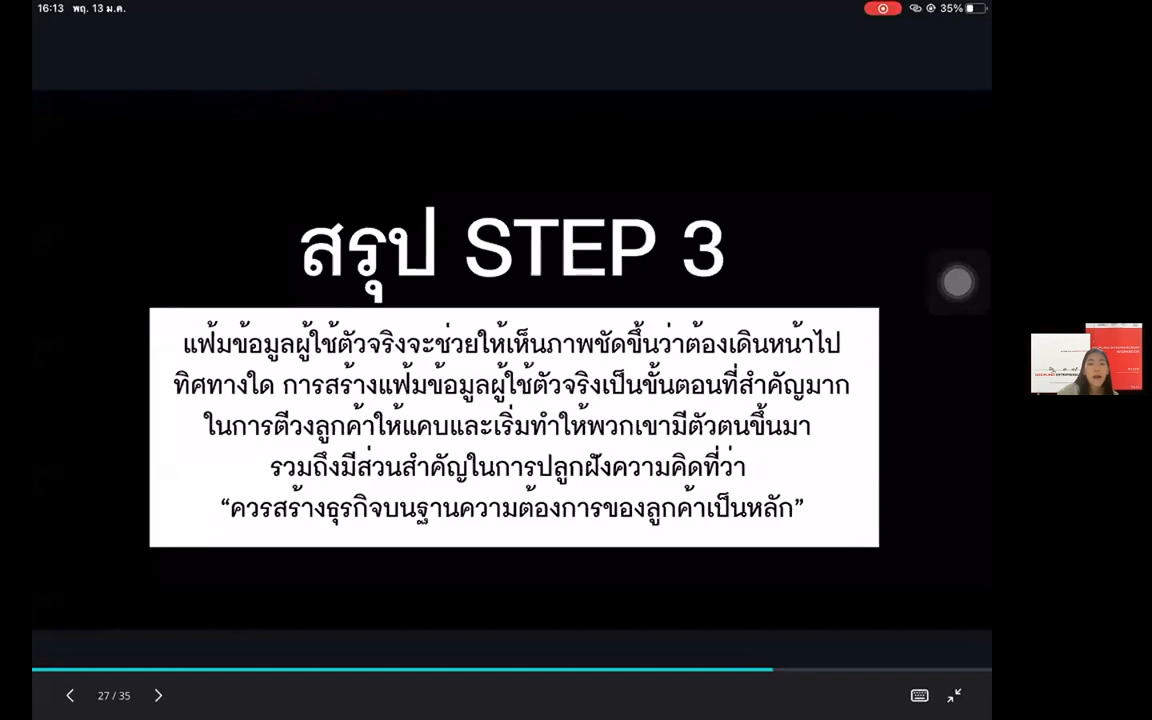 16:13 พฤ. 13 ม.ค.
35%
สรุป STEP 3
แฟ้มข้อมูลผู้ใช้ตัวจริงจะช่วยให้เห็นภาพชัดขึ้นว่าต้องเดินหน้าไป
ทิศทางใด การสร้างแฟ้มข้อมูลผู้ใช้ตัวจริงเป็นขั้นตอนที่สำคัญมาก
ในการตีวงลูกค้าให้แคบและเริ่มทำให้พวกเขามีตัวตนขึ้นมา
รวมถึงมีส่วนสำคัญในการปลูกฝังความคิดที่ว่า
“ควรสร้างธุรกิจบนฐานความต้องการของลูกค้าเป็นหลัก”
27 / 35